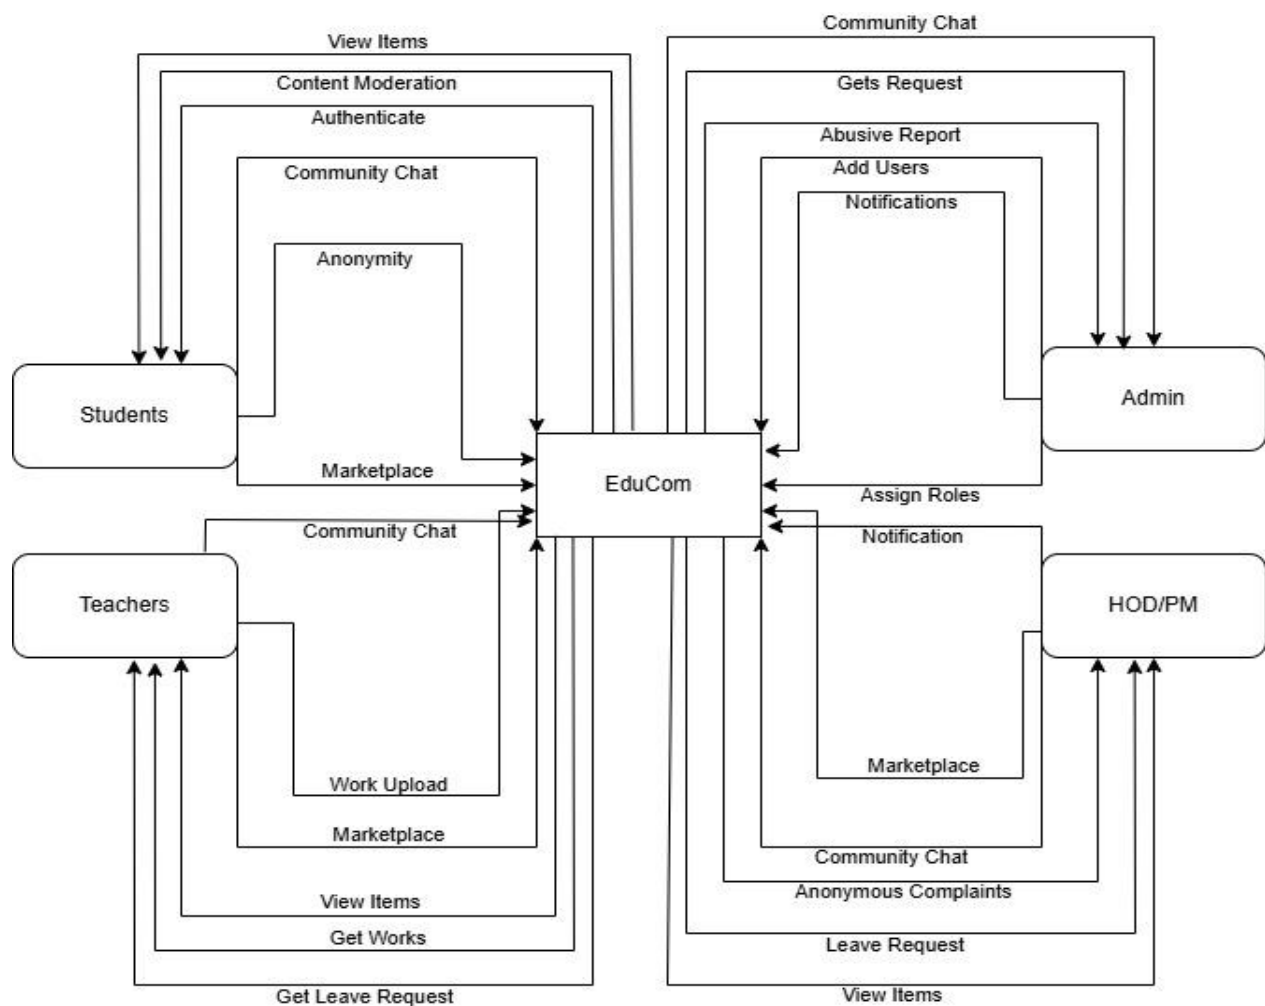 View Items
Content Moderation
Authenticate
Community Chat
Anonymity
Students
Marketplace
Community Chat
Gets Request
Abusive Report
Add Users
Notifications
Admin
EduCom
Assign Roles
Community Chat
Teachers
Work Upload
Marketplace
View Items
Get Works
Get Leave Request
Notification
HOD/PM
Marketplace
Community Chat
Anonymous Complaints
Leave Request
View Items